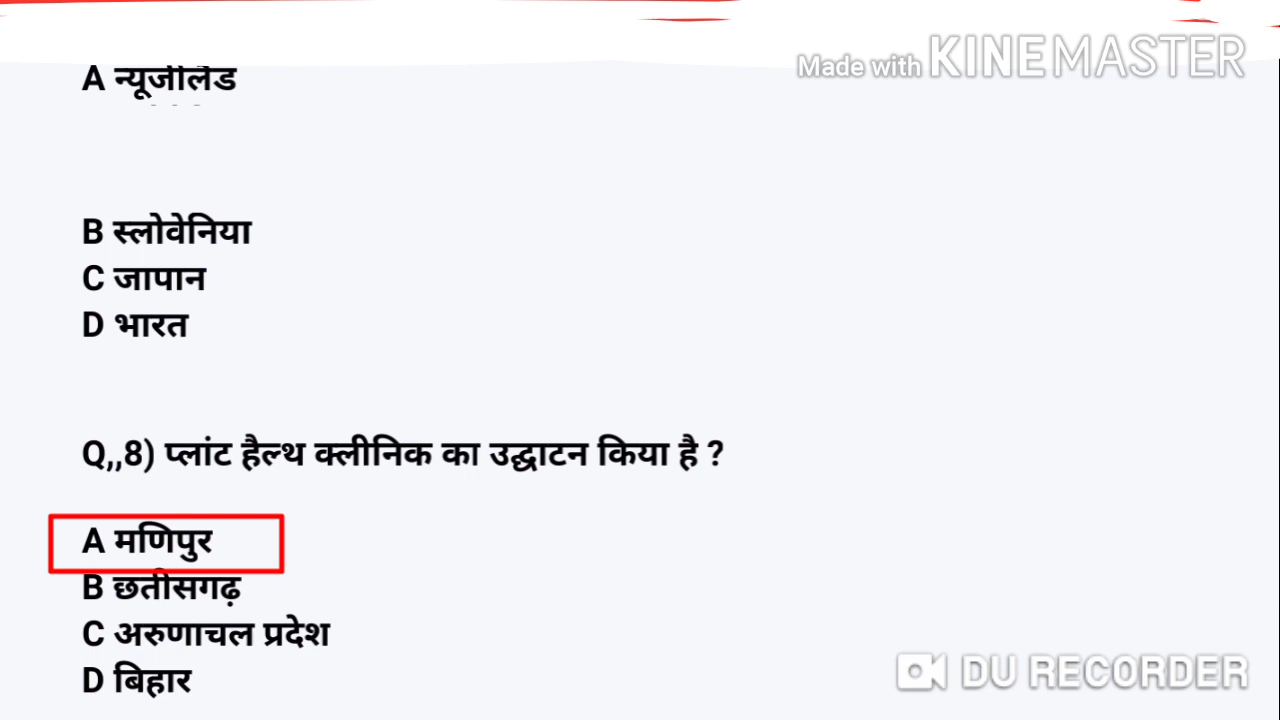 Made with KINEMASTER
A न्यूजीलैंड
B स्लोवेनिया
C जापान
D भारत
Q,,8) प्लांट हैल्थ क्लीनिक का उद्घाटन किया है ?
A मणिपुर
B छतीसगढ़
C अरुणाचल प्रदेश
D बिहार
DU RECORDER